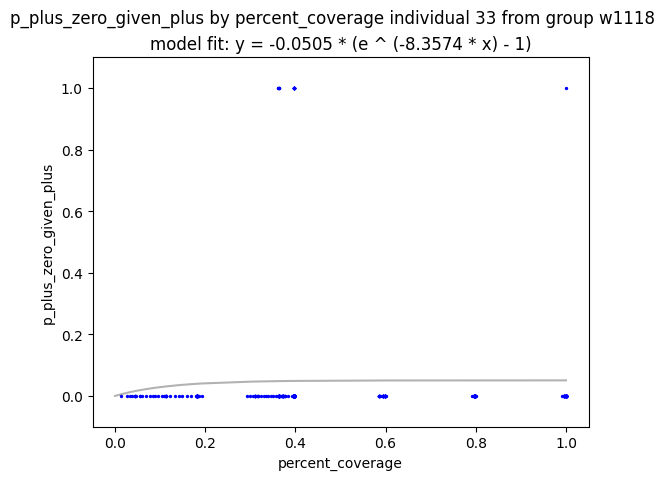 p_plus_zero_given_plus by percent_coverage individual 33 from group w1118
model fit: y = -0.0505 * (e ^ (-8.3574 * x) - 1)
1.0
0.8
0.6
0.4
0.2
0.0
p_plus_zero_given_plus
0.0 0.2 0.4 0.6 0.8 1.0
percent_coverage